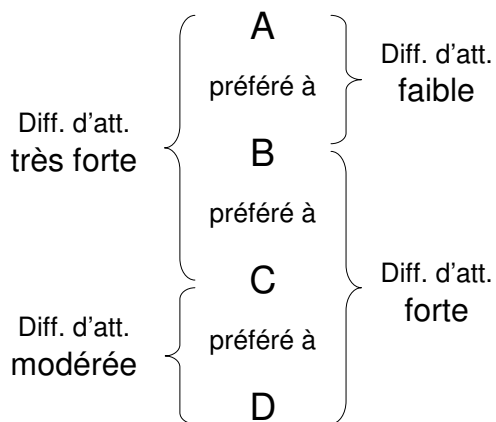 A
préféré à
B
préféré à
C
préféré à
D
Diff. d'att.
très forte
Diff. d'att.
modérée
Diff. d'att.
faible
Diff. d'att.
forte